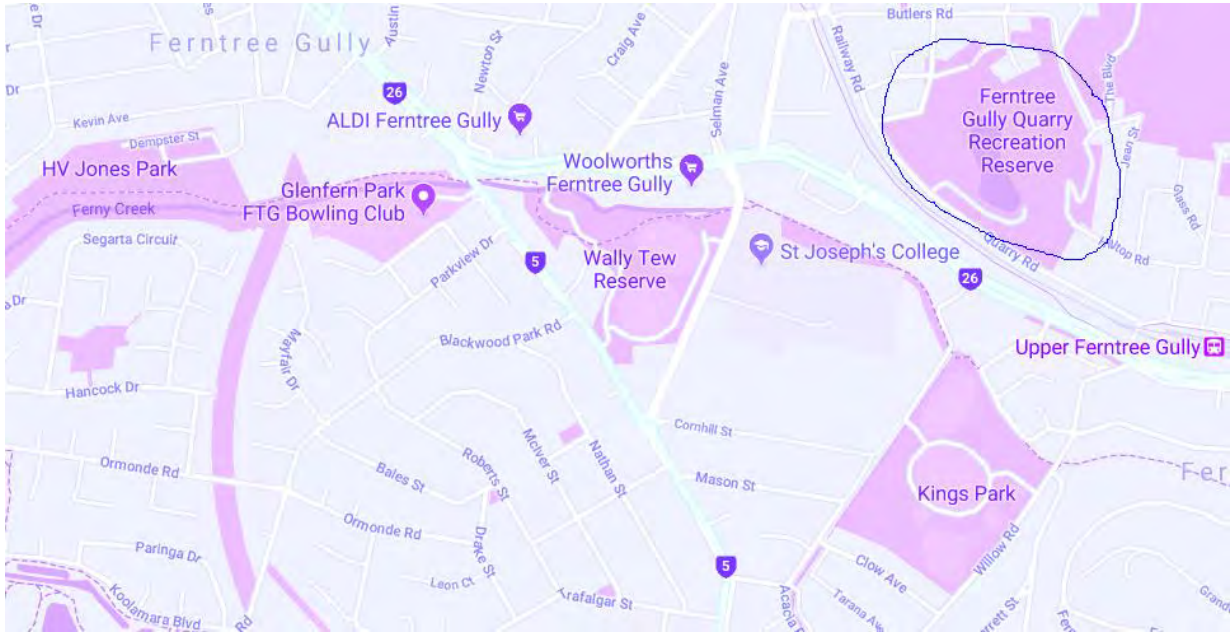 Butlers Rd
Austin
Ferntree Gully
Craig Ave
Newton St
Railway Rd
The Blvd
Dr
26
Ferntree
Gully Quarry
Recreation
Reserve
Kevin Ave
ALDI Ferntree Gully
Selman Ave
Dempster St
Jean St
HV Jones Park
Woolworths
Ferntree Gully
Glenfern Park
FTG Bowling Club
Glass Rd
Ferny Creek
Segarta Circuit
Parkview Dr
Quarry Rd
St Joseph's College
Wally Tew
Reserve
5
26
Dr
Blackwood Park Rd
Mayfair Dr
Upper Ferntree Gully
Hancock Dr
Cornhill St
McIver St
Nathan St
Ormonde Rd
Roberts St
Bales St
Mason St
Fer
Kings Park
Ormonde Rd
Drake St
Willow Rd
Paringa Dr
5
Clow Ave
Leon Ct
Koolamara Blvd
Trafalgar St
Tarana Ave
Acacia
Rd